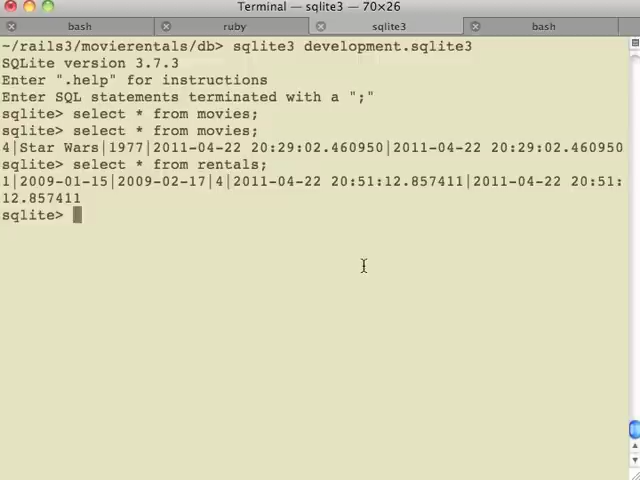 Terminal — sqlite3 — 70×26
bash ruby sqlite3 bash
~/rails3/movierentals/db> sqlite3 development.sqlite3
SQLite version 3.7.3
Enter ".help" for instructions
Enter SQL statements terminated with a ";"
sqlite> select * from movies;
sqlite> select * from movies;
4|Star Wars|1977|2011-04-22 20:29:02.460950|2011-04-22 20:29:02.460950
sqlite> select * from rentals;
1|2009-01-15|2009-02-17|4|2011-04-22 20:51:12.857411|2011-04-22 20:51:
12.857411
sqlite>